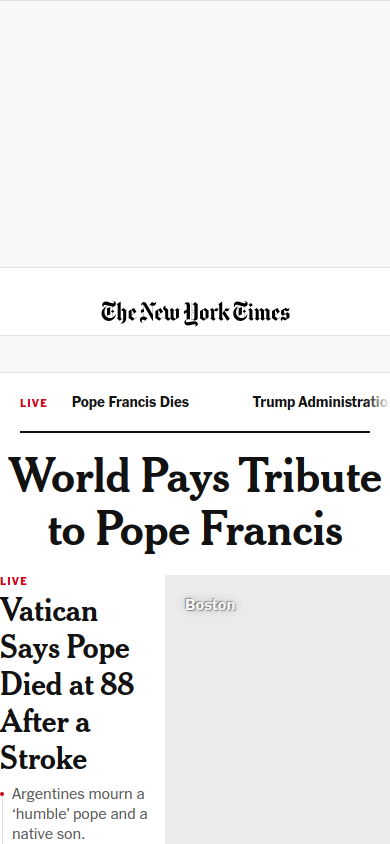 The New York Times
LIVE Pope Francis Dies Trump Administratio
World Pays Tribute
to Pope Francis
LIVE
Vatican
Says Pope
Died at 88
After a
Stroke
Argentines mourn a
‘humble’ pope and a
native son.
Boston